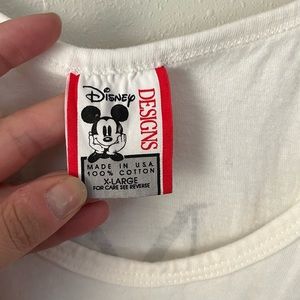 Disney
DESIGNS
MADE IN U.S.A.
100% COTTON
X-LARGE
FOR CARE SEE REVERSE